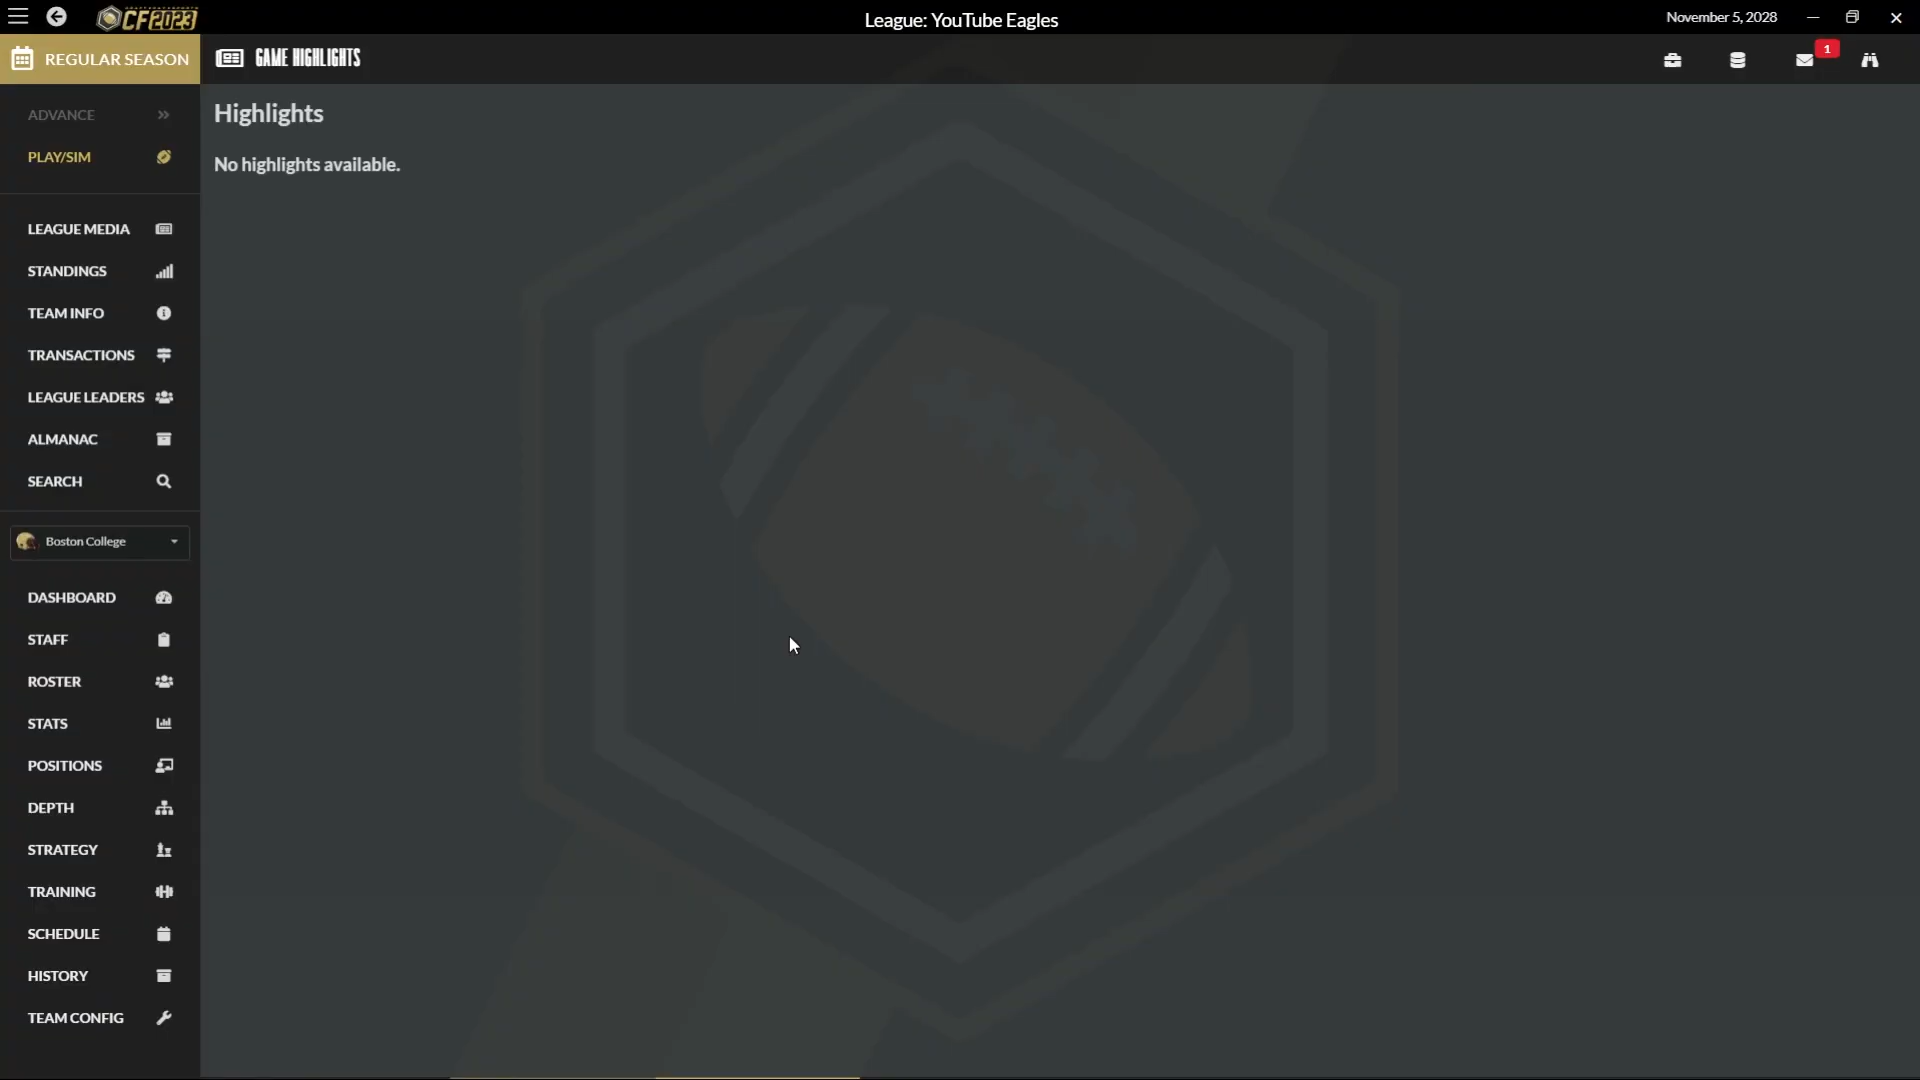 CF2023
League: YouTube Eagles
November 5, 2028
REGULAR SEASON
GAME HIGHLIGHTS
1
ADVANCE
PLAY/SIM
LEAGUE MEDIA
STANDINGS
TEAM INFO
TRANSACTIONS
LEAGUE LEADERS
ALMANAC
SEARCH
Boston College
DASHBOARD
STAFF
ROSTER
STATS
POSITIONS
DEPTH
STRATEGY
TRAINING
SCHEDULE
HISTORY
TEAM CONFIG
Highlights
No highlights available.